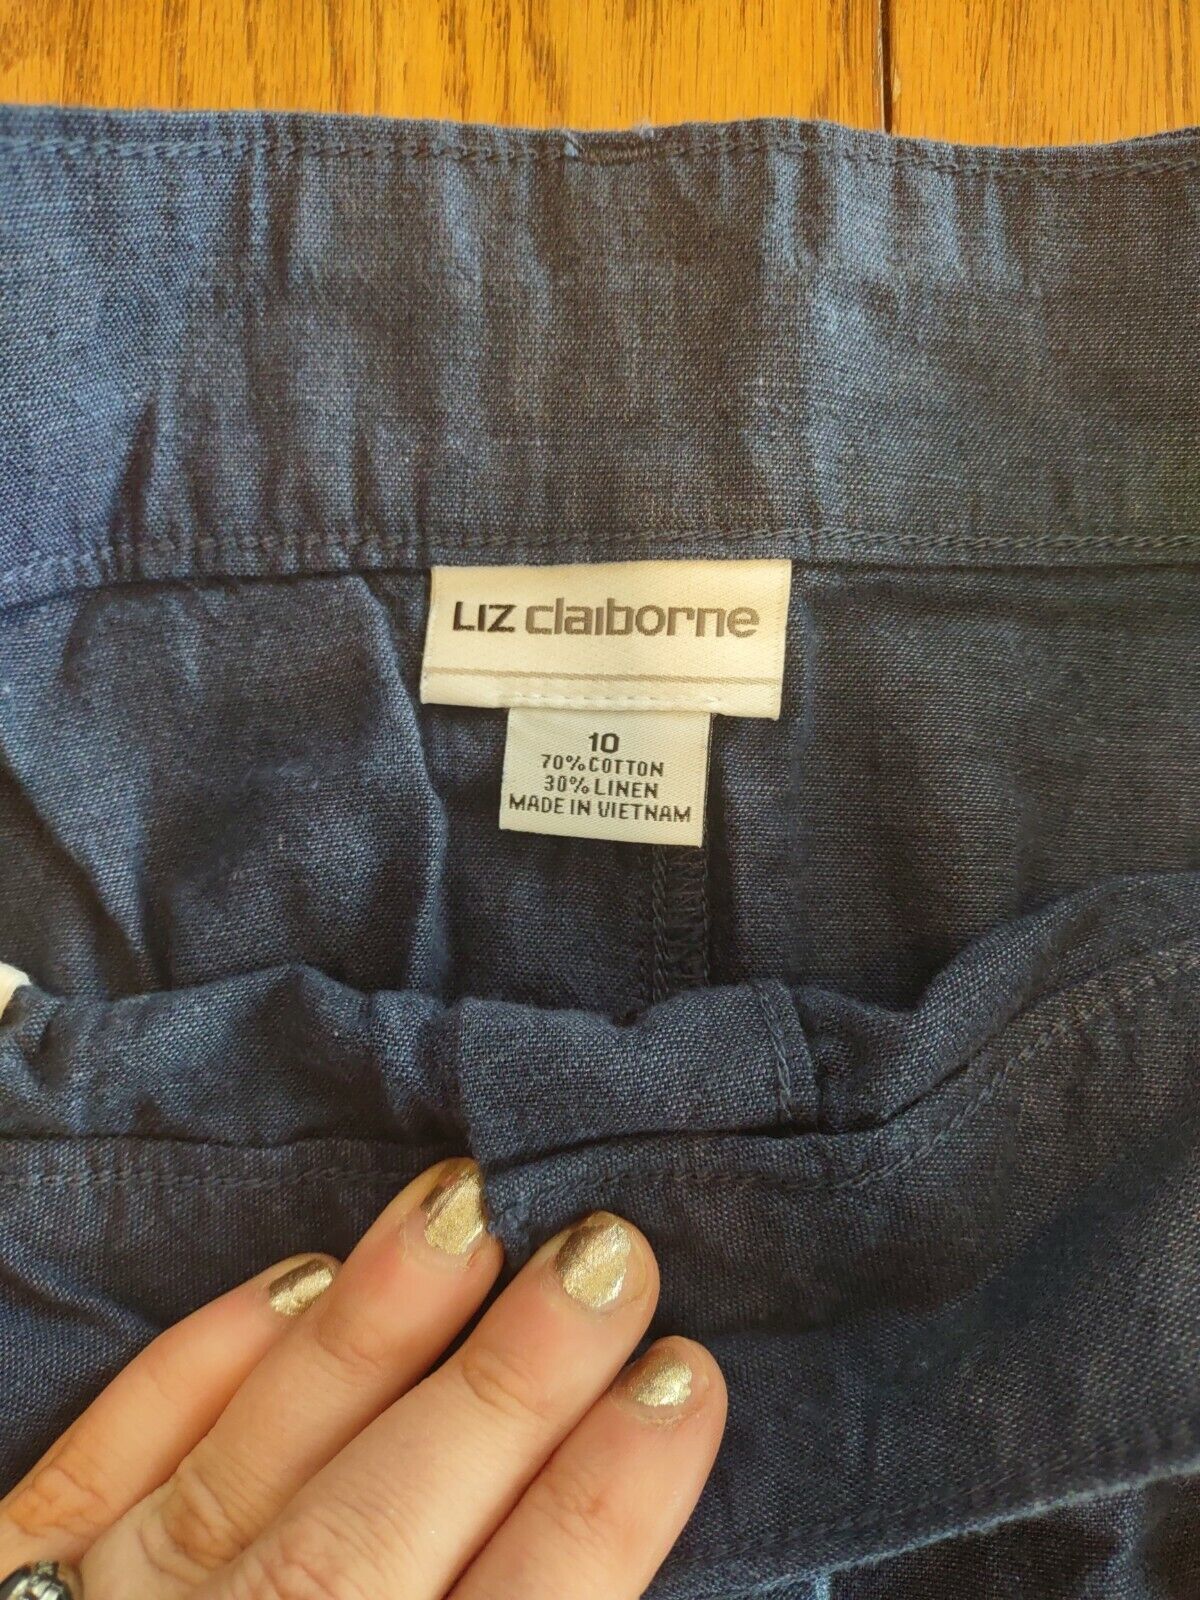 LIZ claiborne
10
70% COTTON
30% LINEN
MADE IN VIETNAM